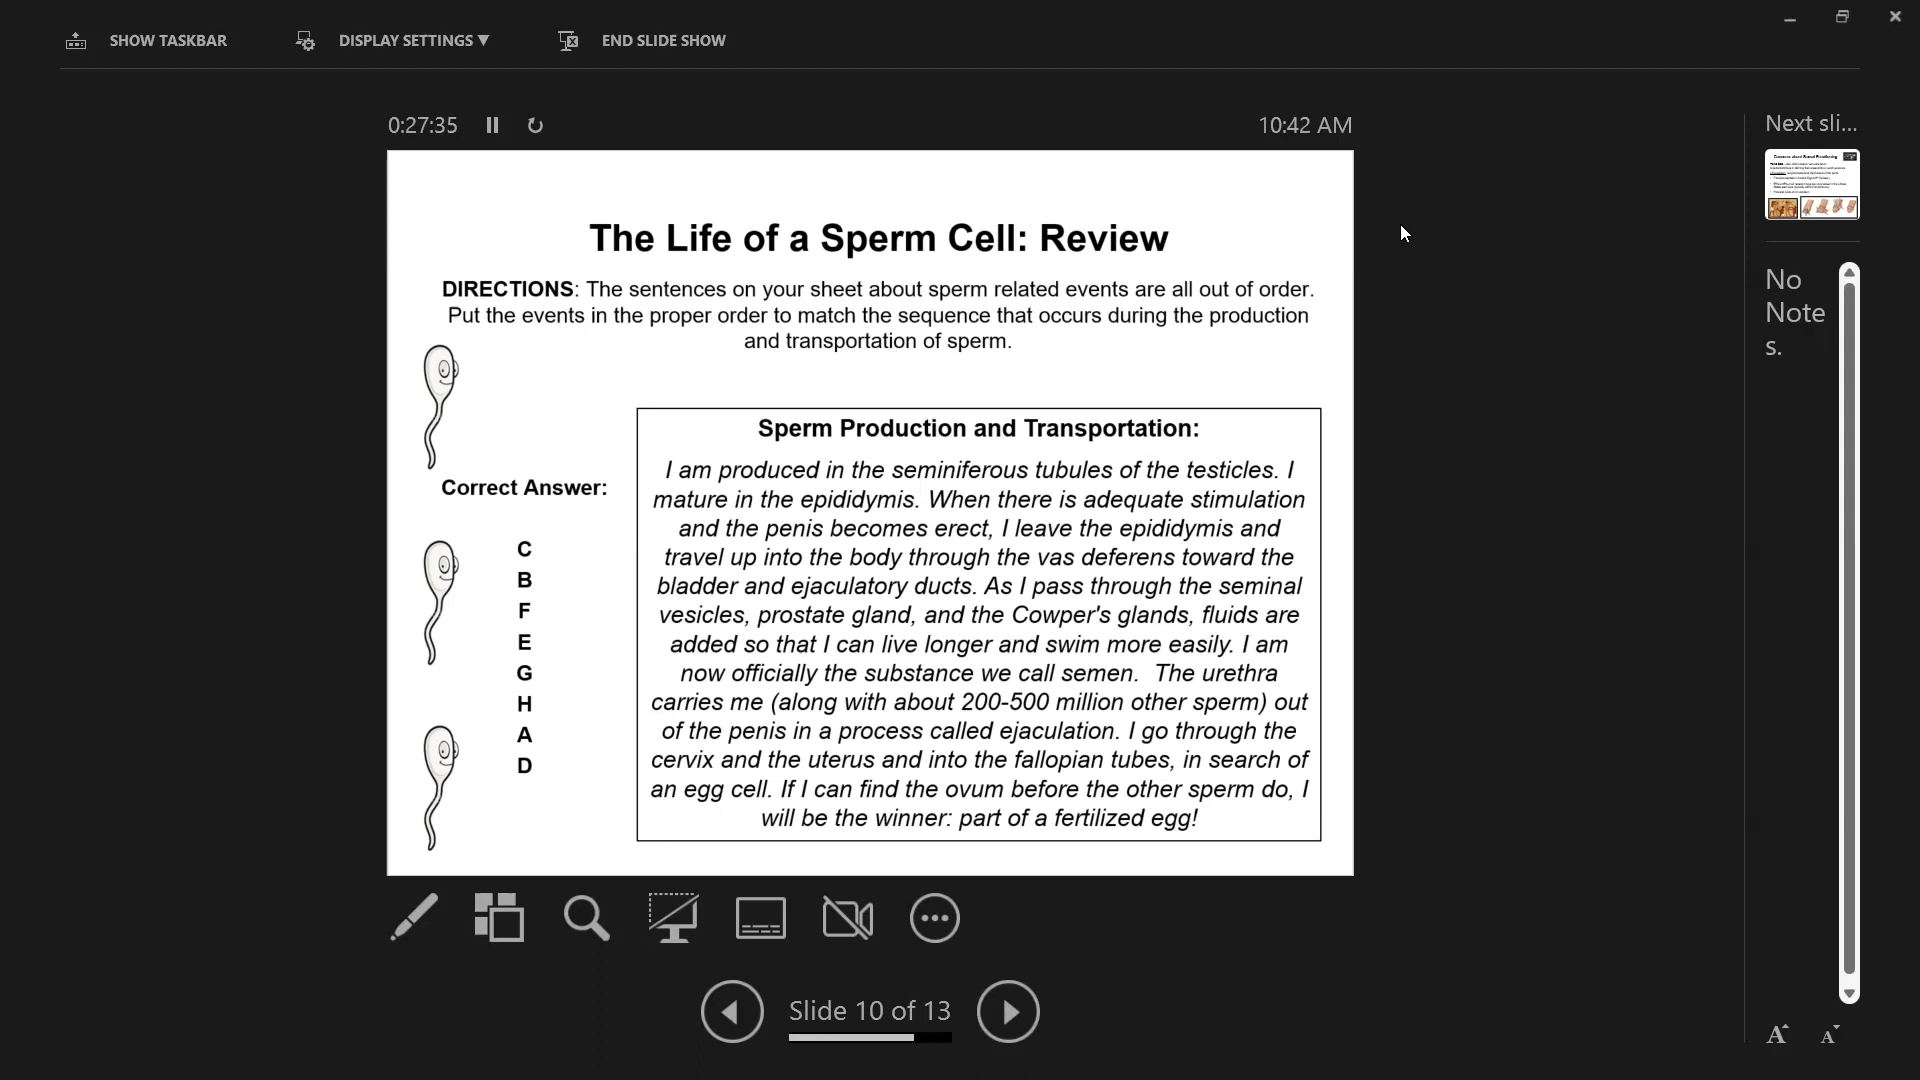 SHOW TASKBAR
DISPLAY SETTINGS ▼
END SLIDE SHOW
0:27:35
10:42 AM
Next sli...
The Life of a Sperm Cell: Review
DIRECTIONS: The sentences on your sheet about sperm related events are all out of order.
Put the events in the proper order to match the sequence that occurs during the production
and transportation of sperm.
Correct Answer:
C
B
F
E
G
H
A
D
Sperm Production and Transportation:
I am produced in the seminiferous tubules of the testicles. I
mature in the epididymis. When there is adequate stimulation
and the penis becomes erect, I leave the epididymis and
travel up into the body through the vas deferens toward the
bladder and ejaculatory ducts. As I pass through the seminal
vesicles, prostate gland, and the Cowper's glands, fluids are
added so that I can live longer and swim more easily. I am
now officially the substance we call semen. The urethra
carries me (along with about 200-500 million other sperm) out
of the penis in a process called ejaculation. I go through the
cervix and the uterus and into the fallopian tubes, in search of
an egg cell. If I can find the ovum before the other sperm do, I
will be the winner: part of a fertilized egg!
No
Note
s.
Slide 10 of 13
A
A